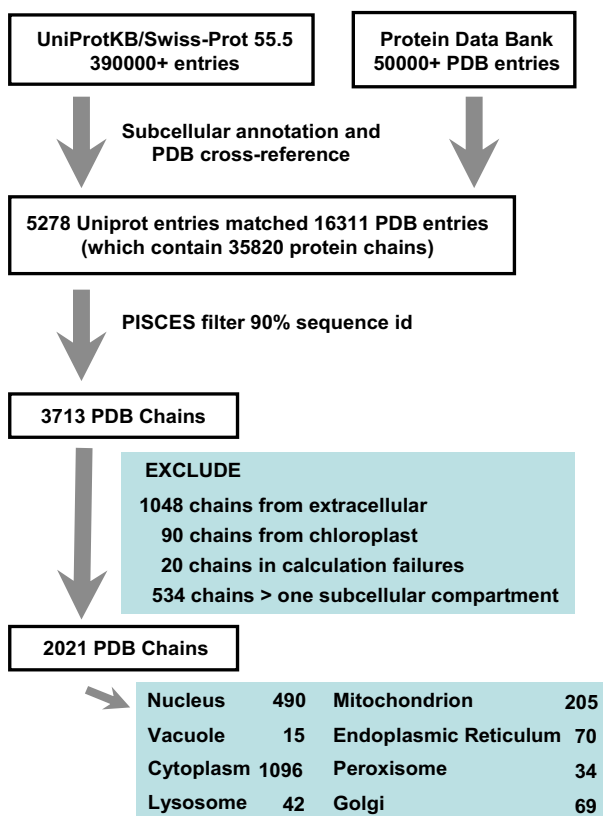 UniProtKB/Swiss-Prot 55.5
390000+ entries
Protein Data Bank
50000+ PDB entries
Subcellular annotation and
PDB cross-reference
5278 Uniprot entries matched 16311 PDB entries
(which contain 35820 protein chains)
PISCES filter 90% sequence id
3713 PDB Chains
EXCLUDE
1048 chains from extracellular
90 chains from chloroplast
20 chains in calculation failures
534 chains > one subcellular compartment
2021 PDB Chains
Nucleus 490 Mitochondrion 205
Vacuole 15 Endoplasmic Reticulum 70
Cytoplasm 1096 Peroxisome 34
Lysosome 42 Golgi 69